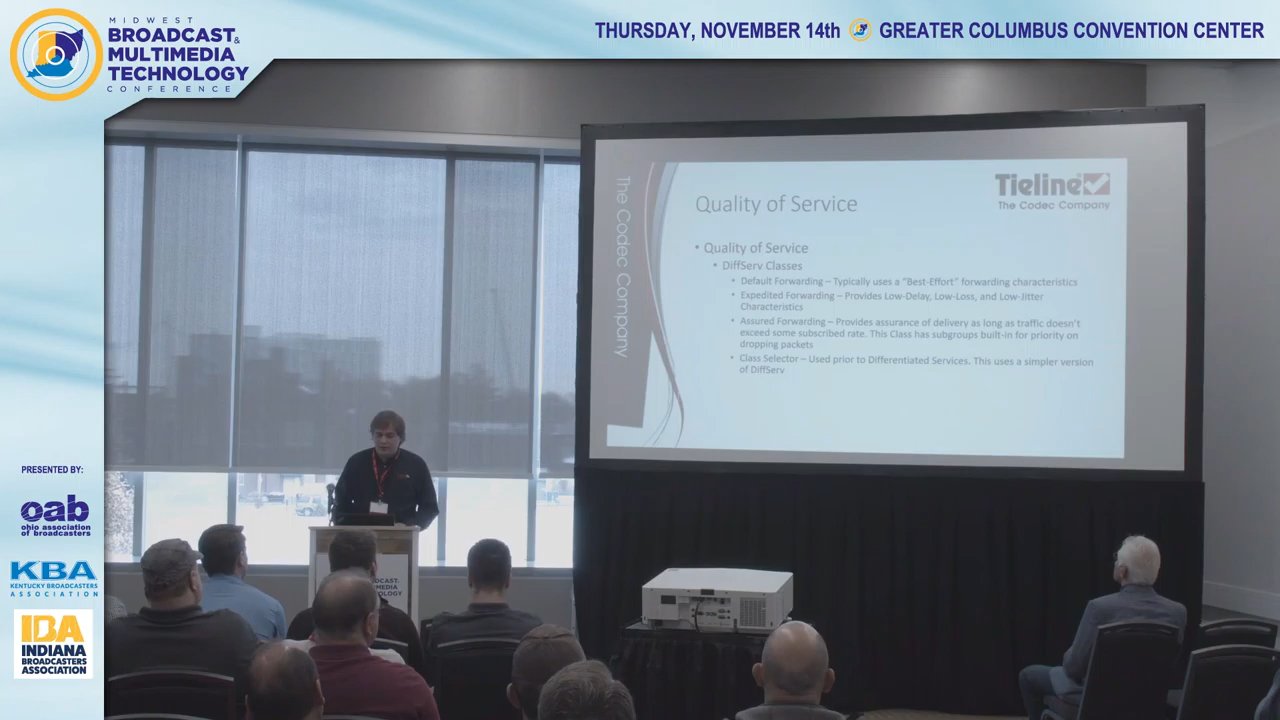 MIDWEST
BROADCAST &
MULTIMEDIA
TECHNOLOGY
CONFERENCE
THURSDAY, NOVEMBER 14th
GREATER COLUMBUS CONVENTION CENTER
The Codec Company
Tieline
The Codec Company
Quality of Service
• Quality of Service
• DiffServ Classes
• Default Forwarding – Typically uses a "Best-Effort" forwarding characteristics
• Expedited Forwarding – Provides Low-Delay, Low-Loss, and Low-Jitter
Characteristics
• Assured Forwarding – Provides assurance of delivery as long as traffic doesn't
exceed some subscribed rate. This Class has subgroups built-in for priority on
dropping packets
• Class Selector – Used prior to Differentiated Services. This uses a simpler version
of DiffServ
PRESENTED BY:
oab
ohio association
of broadcasters
KBA
KENTUCKY BROADCASTERS
ASSOCIATION
IBA
INDIANA
BROADCASTERS
ASSOCIATION